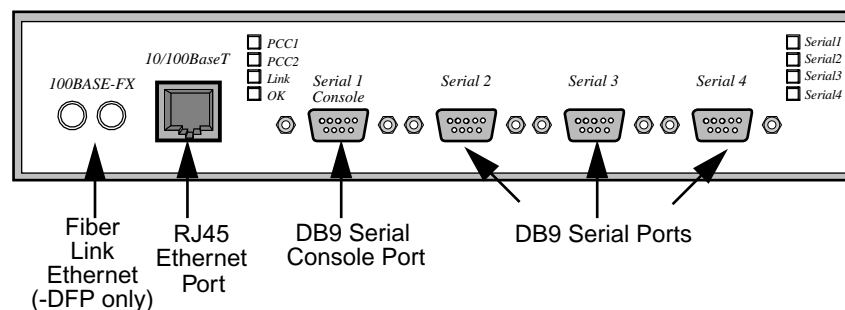 100BASE-FX
10/100BaseT
PCC1
PCC2
Link
OK
Serial 1
Console
Serial 2
Serial 3
Serial 4
Serial1
Serial2
Serial3
Serial4
Fiber
Link
Ethernet
(-DFP only)
RJ45
Ethernet
Port
DB9 Serial
Console Port
DB9 Serial Ports